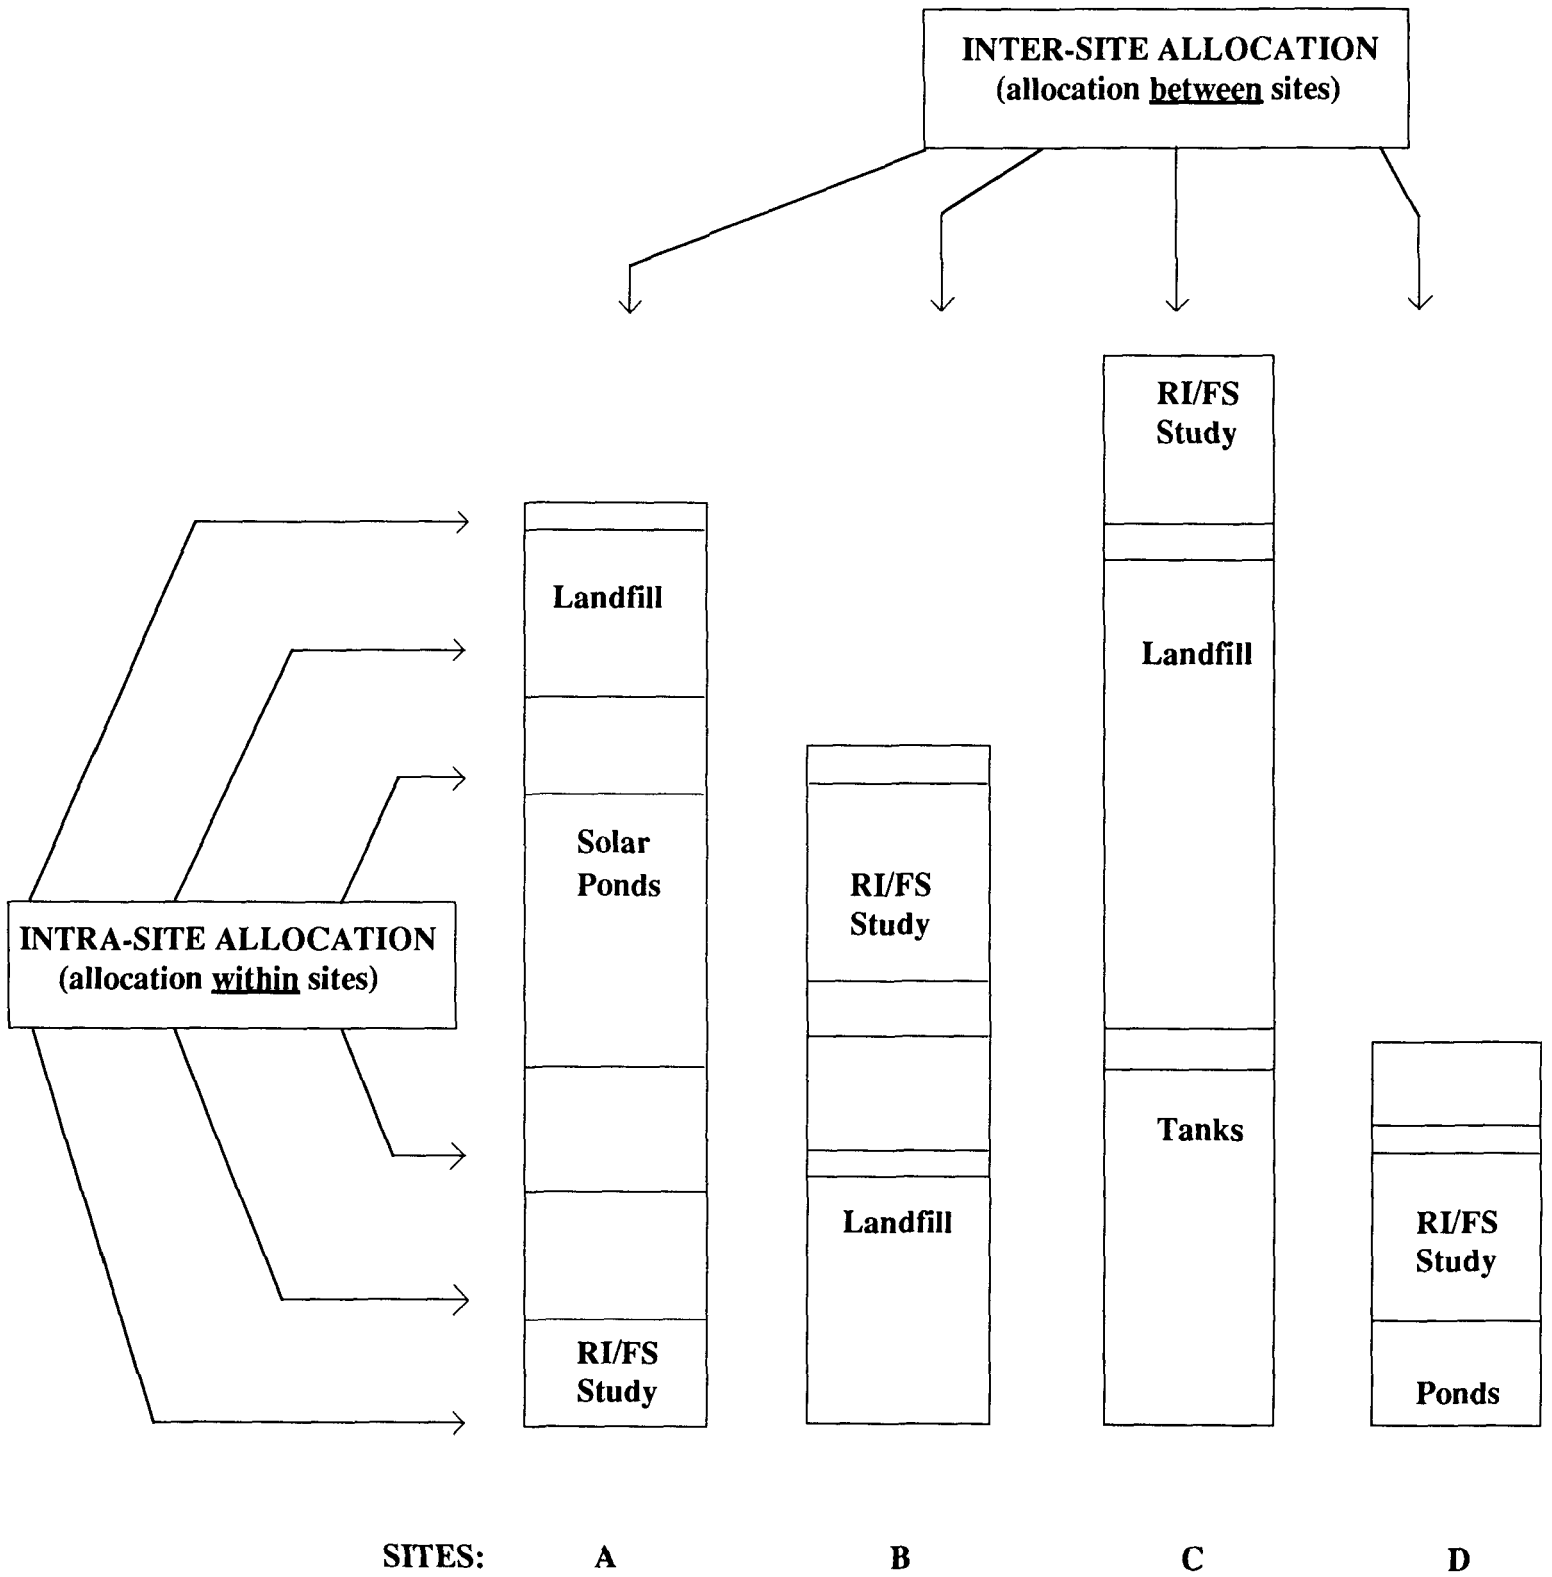 INTER-SITE ALLOCATION
(allocation between sites)
RI/FS
Study
Landfill
Landfill
Solar
Ponds
RI/FS
Study
INTRA-SITE ALLOCATION
(allocation within sites)
Tanks
Landfill
RI/FS
Study
RI/FS
Study
Ponds
SITES: A B C D